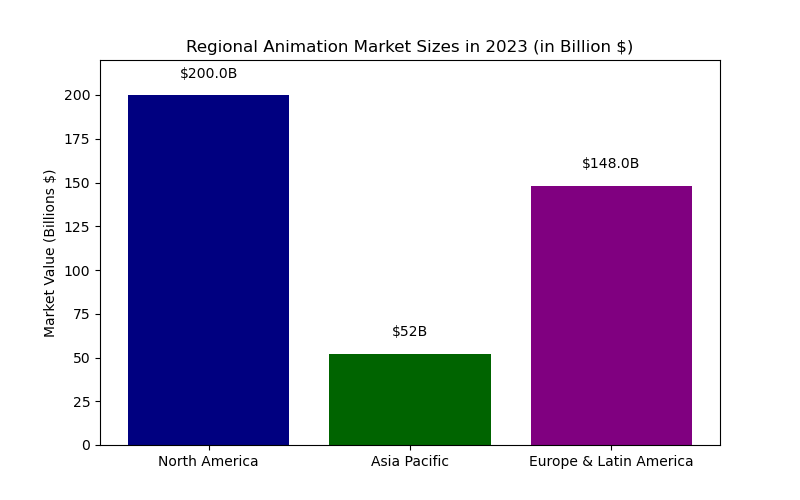 Regional Animation Market Sizes in 2023 (in Billion $)
$200.0B
$52B
$148.0B
Market Value (Billions $)
200
175
150
125
100
75
50
25
0
North America
Asia Pacific
Europe & Latin America